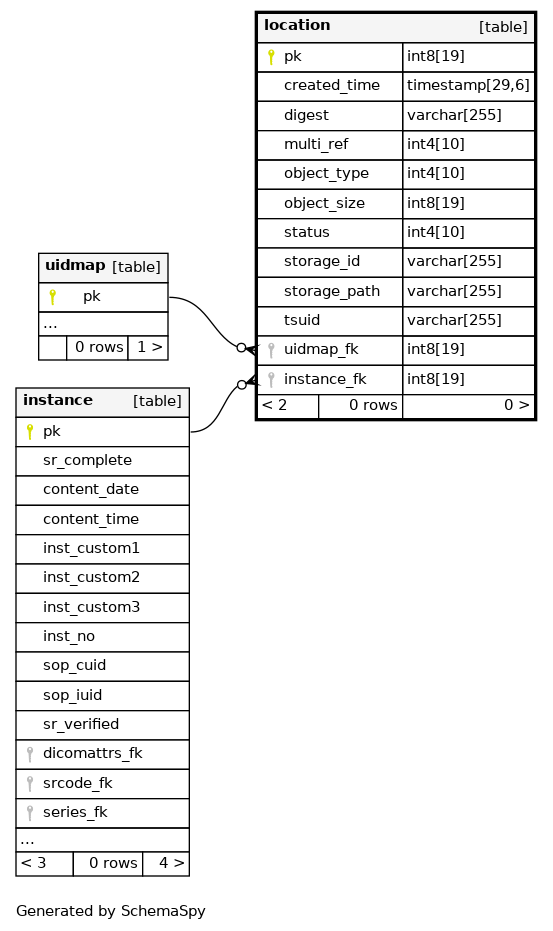 location [table]
pk int8[19]
created_time timestamp[29,6]
digest varchar[255]
multi_ref int4[10]
object_type int4[10]
object_size int8[19]
status int4[10]
storage_id varchar[255]
storage_path varchar[255]
tsuid varchar[255]
uidmap_fk int8[19]
instance_fk int8[19]
< 2 0 rows 0 >
uidmap [table]
pk
...
0 rows 1 >
instance [table]
pk
sr_complete
content_date
content_time
inst_custom1
inst_custom2
inst_custom3
inst_no
sop_cuid
sop_iuid
sr_verified
dicomattrs_fk
srcode_fk
series_fk
...
< 3 0 rows 4 >
Generated by SchemaSpy